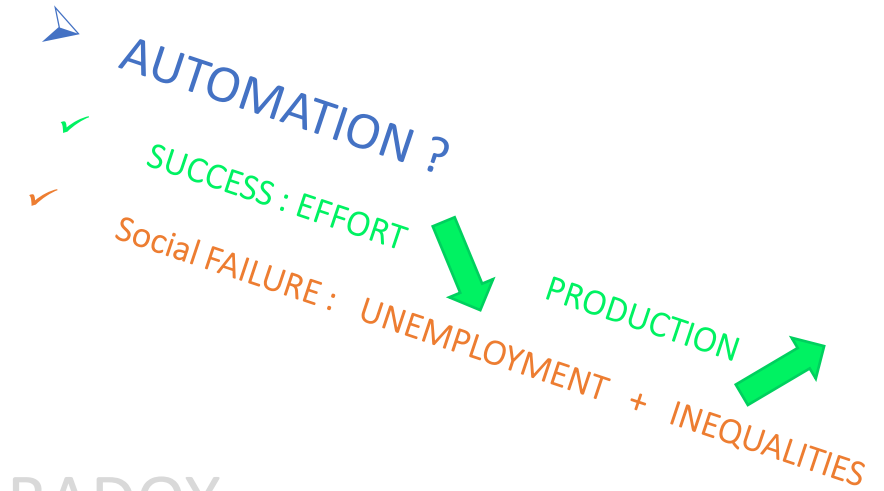 AUTOMATION ?
SUCCESS : EFFORT PRODUCTION
Social FAILURE : UNEMPLOYMENT + INEQUALITIES